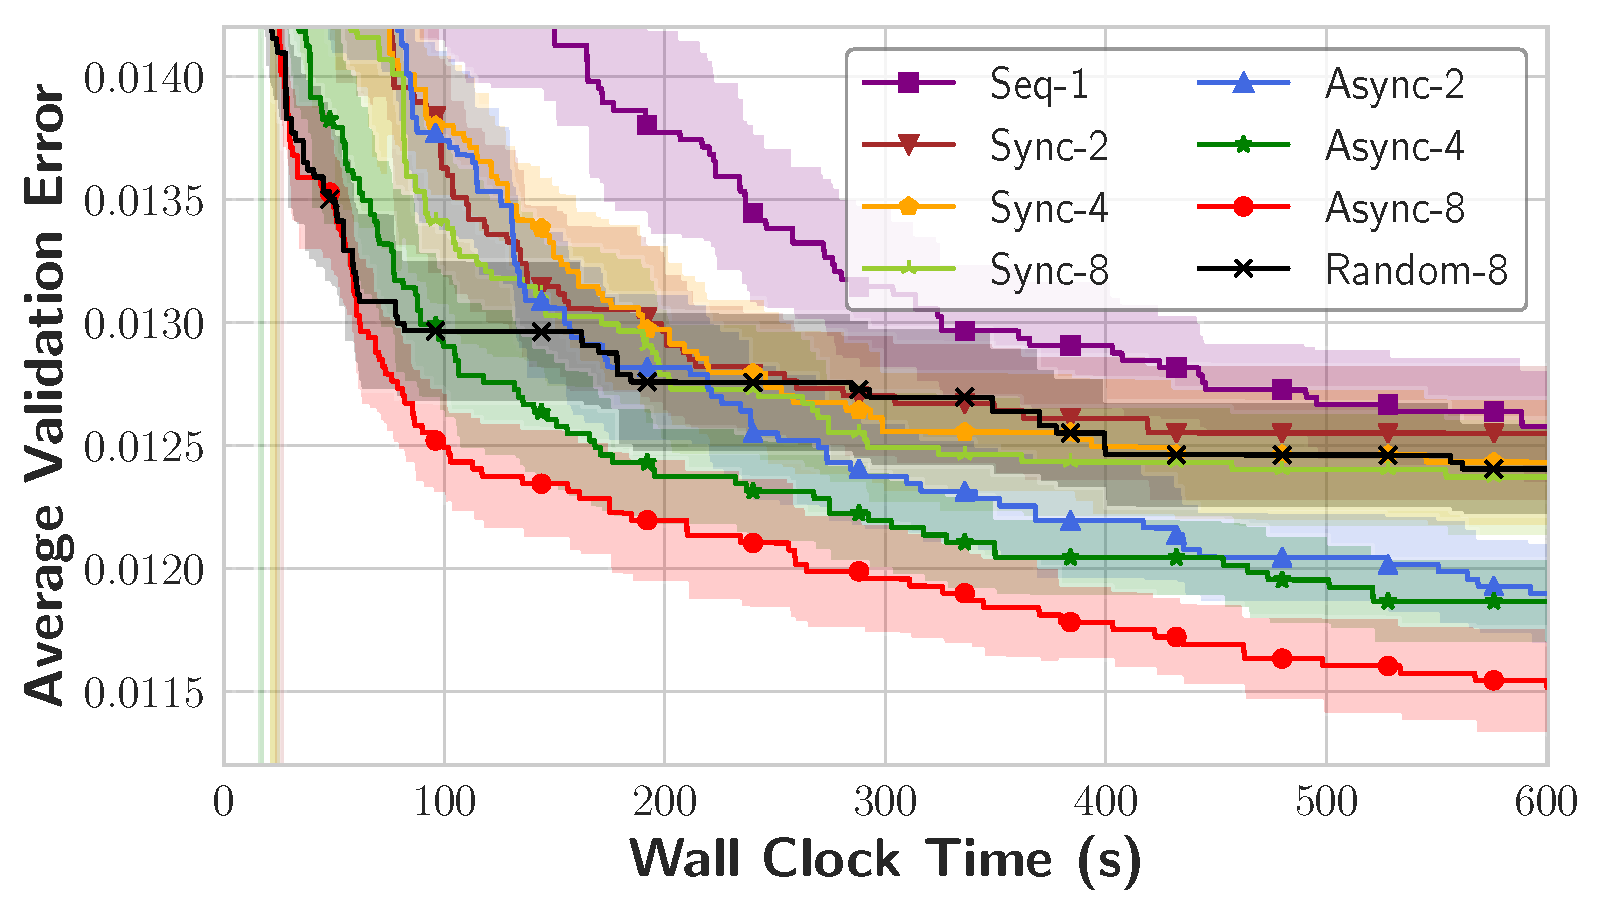 Average Validation Error
0.0140
0.0135
0.0130
0.0125
0.0120
0.0115
Seq-1
Sync-2
Sync-4
Sync-8
Async-2
Async-4
Async-8
Random-8
0 100 200 300 400 500 600
Wall Clock Time (s)